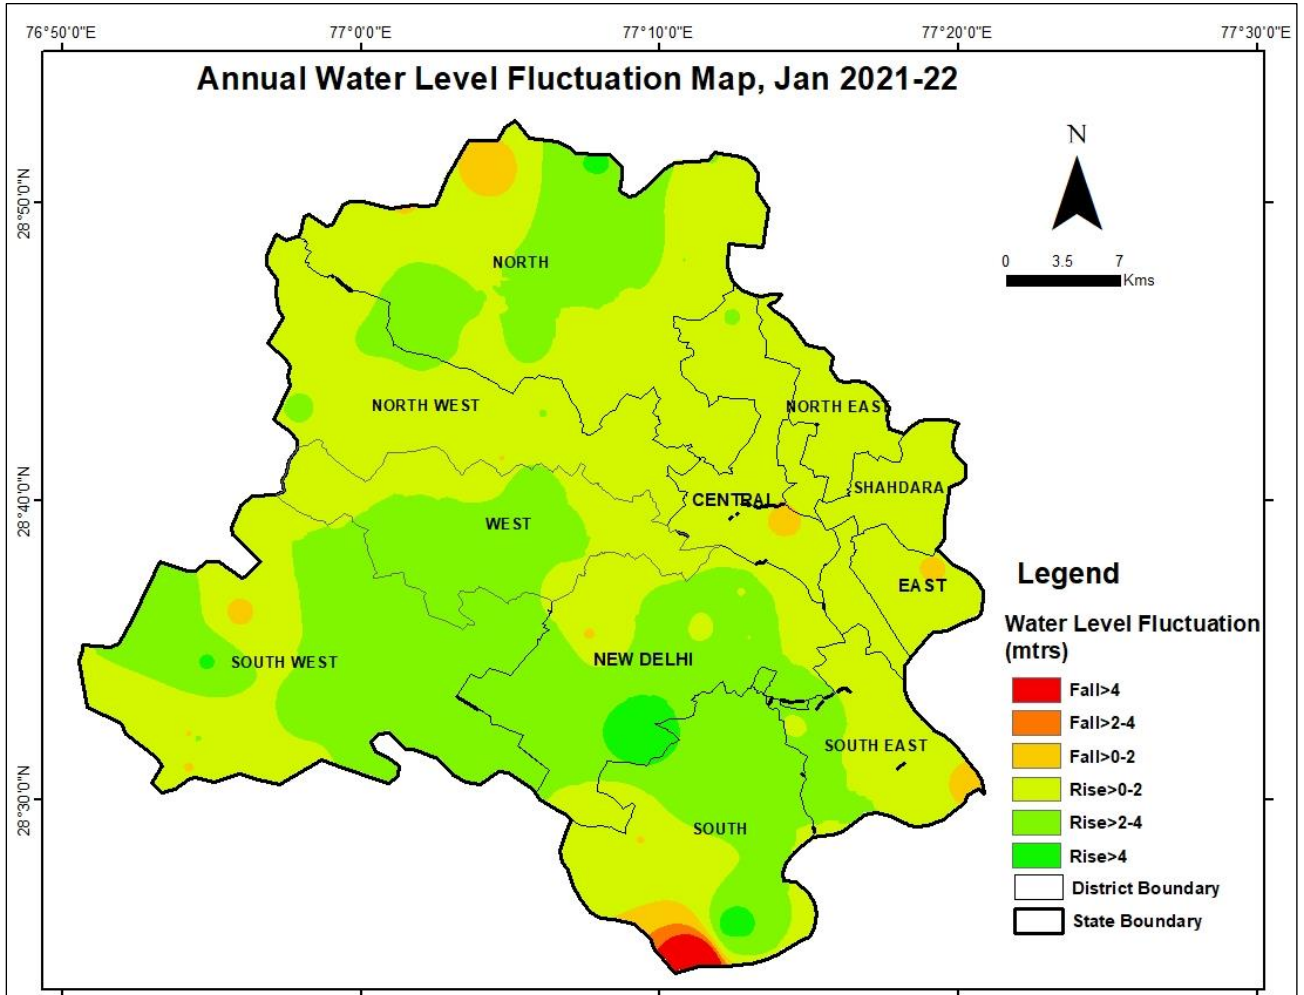 76°50'0"E 77°0'0"E 77°10'0"E 77°20'0"E 77°30'0"E
Annual Water Level Fluctuation Map, Jan 2021-22
N
0 3.5 7
Kms
28°50'0"N
NORTH
NORTH WEST
NORTH EAST
SHAHDARA
CENTRAL
28°40'0"N
WEST
EAST
SOUTH WEST
NEW DELHI
SOUTH EAST
28°30'0"N
SOUTH
Legend
Water Level Fluctuation
(mtrs)
Fall>4
Fall>2-4
Fall>0-2
Rise>0-2
Rise>2-4
Rise>4
District Boundary
State Boundary